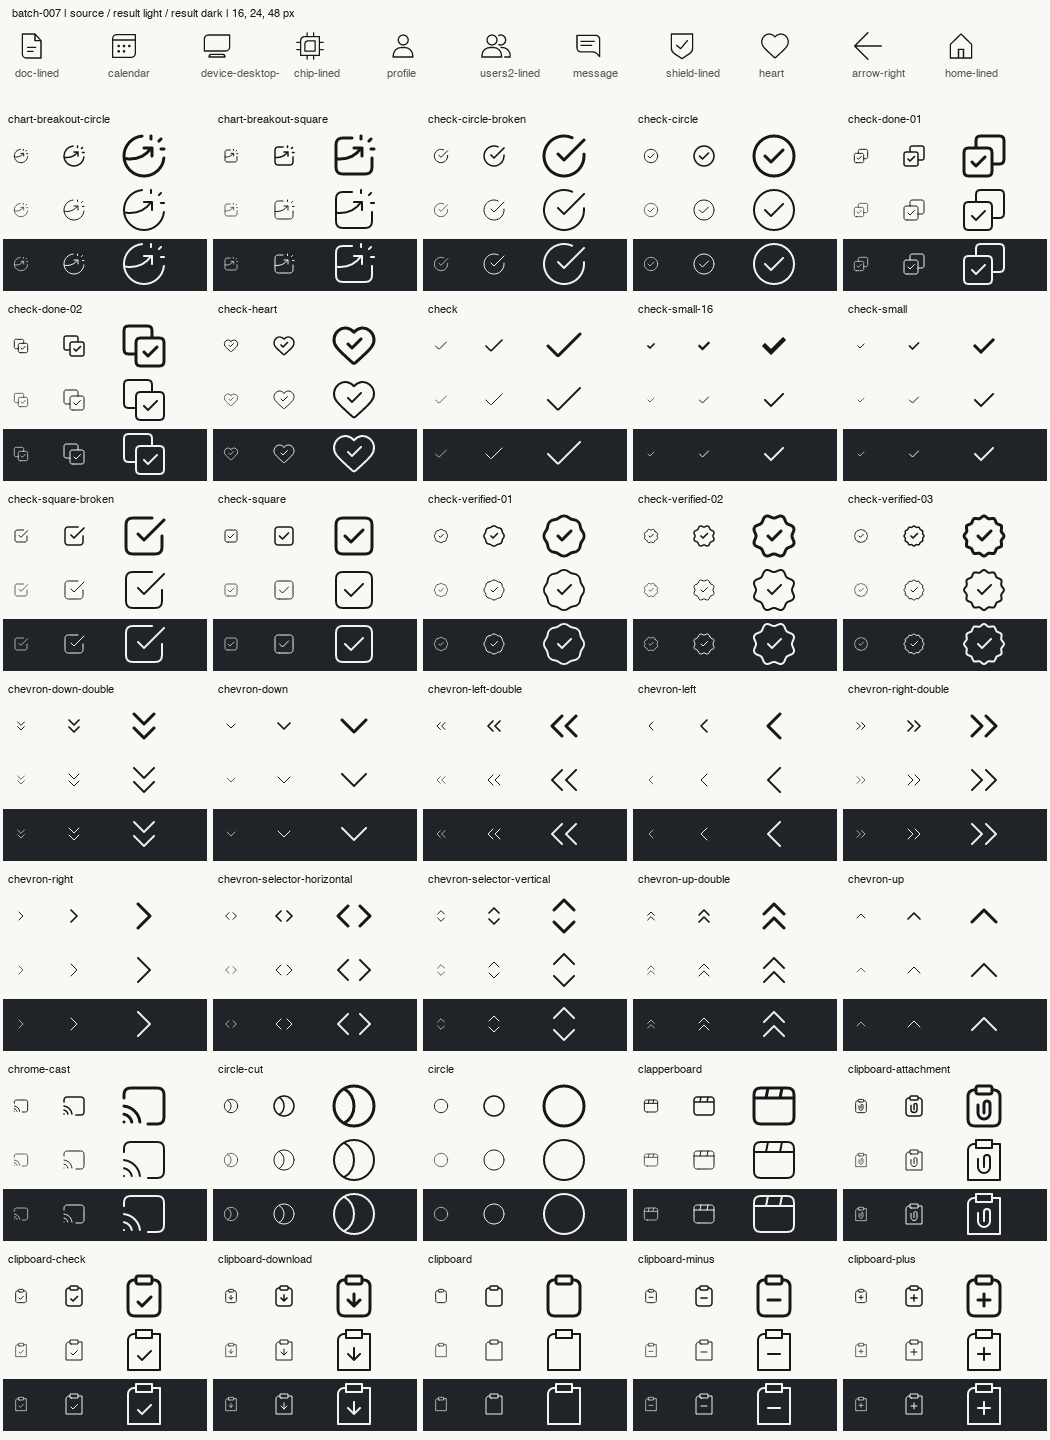 batch-007 | source / result light / result dark | 16, 24, 48 px
doc-lined calendar device-desktop- chip-lined profile users2-lined message shield-lined heart arrow-right home-lined
chart-breakout-circle chart-breakout-square check-circle-broken check-circle check-done-01
check-done-02 check-heart check check-small-16 check-small
check-square-broken check-square check-verified-01 check-verified-02 check-verified-03
chevron-down-double chevron-down chevron-left-double chevron-left chevron-right-double
chevron-right chevron-selector-horizontal chevron-selector-vertical chevron-up-double chevron-up
chrome-cast circle-cut circle clapperboard clipboard-attachment
clipboard-check clipboard-download clipboard clipboard-minus clipboard-plus